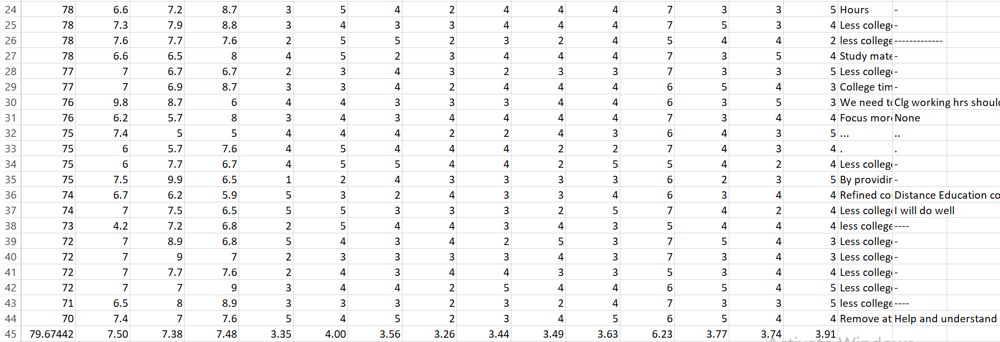 24 78 6.6 7.2 8.7 3 5 4 2 4 4 4 7 3 3 5 Hours -
25 78 7.3 7.9 8.8 3 4 3 3 4 4 4 7 5 3 4 Less colleg -
26 78 7.6 7.7 7.6 2 5 5 2 3 2 4 5 4 4 2 less college -------------
27 78 6.6 6.5 8 4 5 2 3 4 4 4 7 3 5 4 Study mate -
28 77 7 6.7 6.7 2 3 4 3 2 3 3 7 3 3 5 Less colleg -
29 77 7 6.9 8.7 3 3 4 2 4 4 4 6 5 4 3 College tim -
30 76 9.8 8.7 6 4 4 3 3 3 4 4 6 3 5 3 We need to Clg working hrs should
31 76 6.2 5.7 8 3 4 3 4 4 4 4 7 3 4 4 Focus more None
32 75 7.4 5 5 4 4 4 2 2 4 3 6 4 3 5 ... ..
33 75 6 5.7 7.6 4 5 4 4 4 2 2 7 4 3 4 . .
34 75 6 7.7 6.7 4 5 5 4 4 2 5 5 4 2 4 Less colleg -
35 75 7.5 9.9 6.5 1 2 4 3 3 3 3 6 2 3 5 By providin -
36 74 6.7 6.2 5.9 5 3 2 4 3 3 4 6 3 4 4 Refined co Distance Education co
37 74 7 7.5 6.5 5 5 3 3 3 2 5 7 4 2 4 Less colleg I will do well
38 73 4.2 7.2 6.8 2 5 4 4 3 4 3 5 4 4 4 less college ----
39 72 7 8.9 6.8 5 4 3 4 2 5 3 7 5 4 3 Less colleg -
40 72 7 9 7 2 3 3 3 3 4 3 7 3 4 3 Less colleg -
41 72 7 7.7 7.6 2 4 3 4 4 3 3 5 3 4 4 Less colleg -
42 72 7 7 9 3 4 4 2 5 4 4 6 5 4 5 Less colleg -
43 71 6.5 8 8.9 3 3 3 2 3 2 4 7 3 3 5 less college ----
44 70 7.4 7 7.6 5 4 5 2 3 4 5 6 5 4 4 Remove at Help and understand
45 79.67442 7.50 7.38 7.48 3.35 4.00 3.56 3.26 3.44 3.49 3.63 6.23 3.77 3.74 3.91